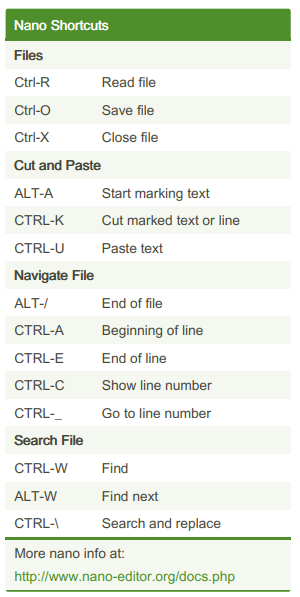 Nano Shortcuts
Files
Ctrl-R Read file
Ctrl-O Save file
Ctrl-X Close file
Cut and Paste
ALT-A Start marking text
CTRL-K Cut marked text or line
CTRL-U Paste text
Navigate File
ALT-/ End of file
CTRL-A Beginning of line
CTRL-E End of line
CTRL-C Show line number
CTRL-_ Go to line number
Search File
CTRL-W Find
ALT-W Find next
CTRL-\ Search and replace
More nano info at:
http://www.nano-editor.org/docs.php